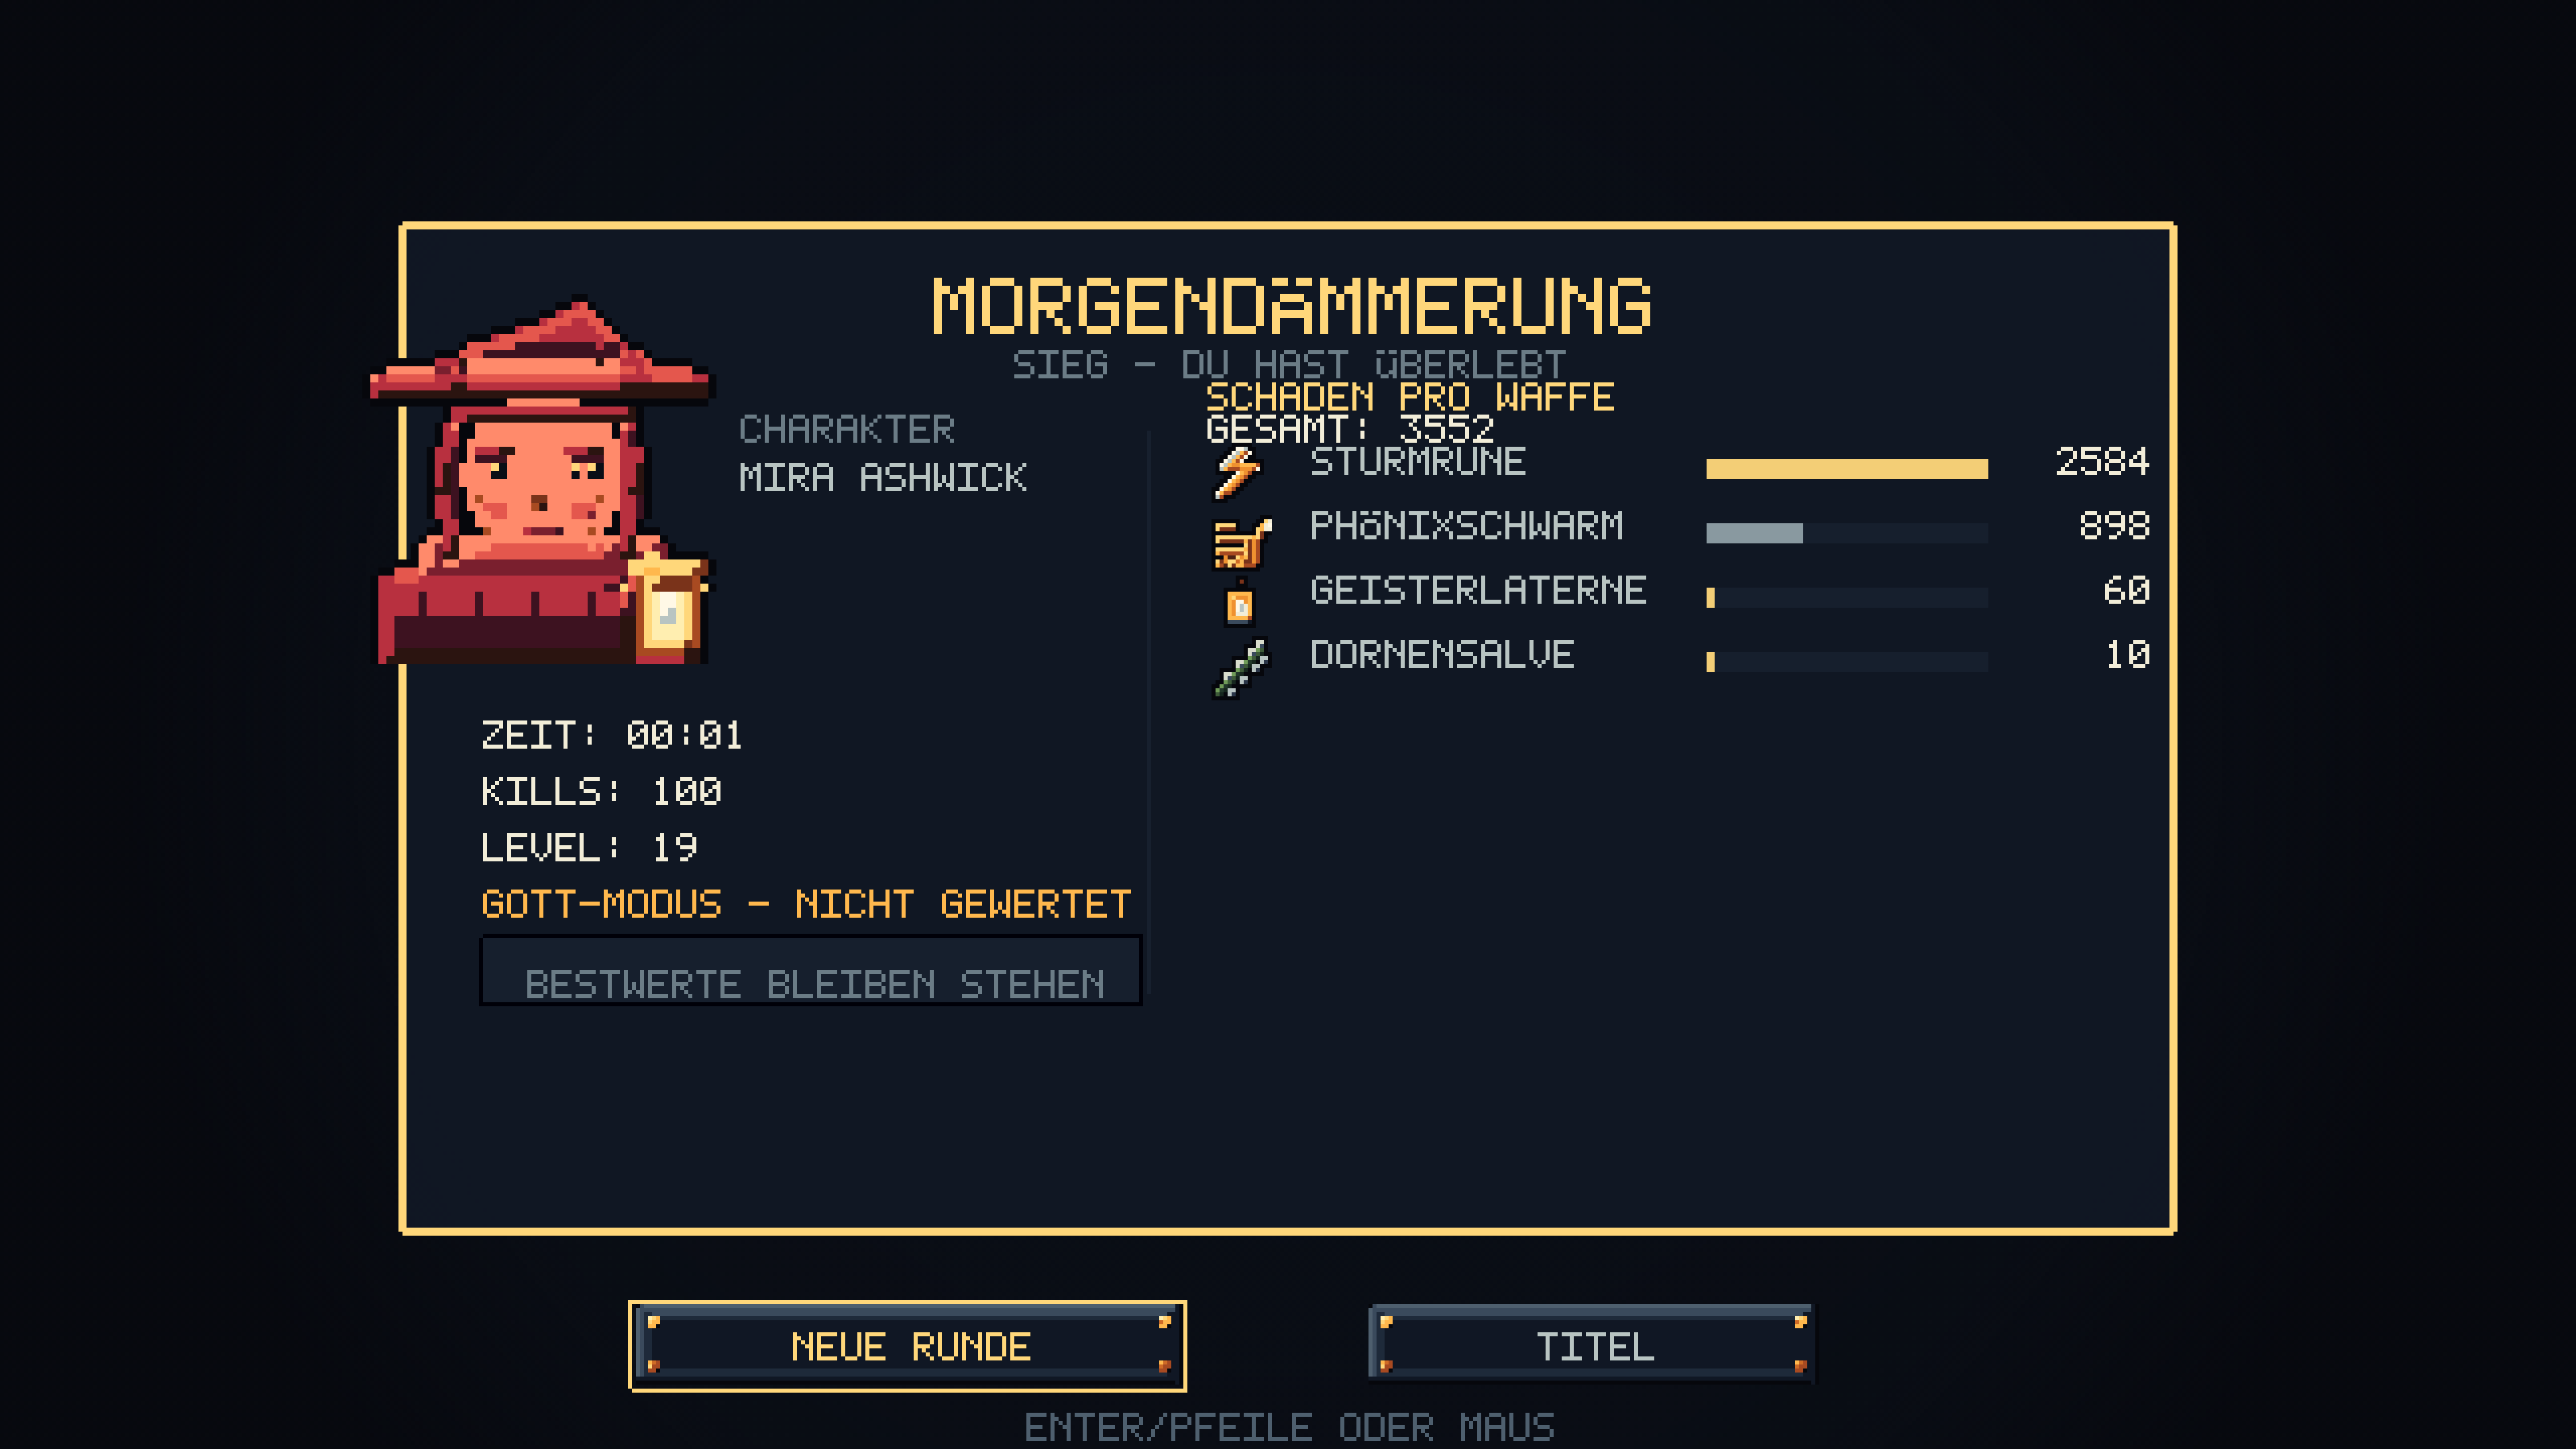 MORGENDÄMMERUNG
SIEG - DU HAST ÜBERLEBT
CHARAKTER
MIRA ASHWICK
ZEIT: 00:01
KILLS: 100
LEVEL: 19
GOTT-MODUS - NICHT GEWERTET
BESTWERTE BLEIBEN STEHEN
SCHADEN PRO WAFFE
GESAMT: 3552
STURMRUNE 2584
PHÖNIXSCHWARM 898
GEISTERLATERNE 60
DORNENSALVE 10
NEUE RUNDE
TITEL
ENTER/PFEILE ODER MAUS